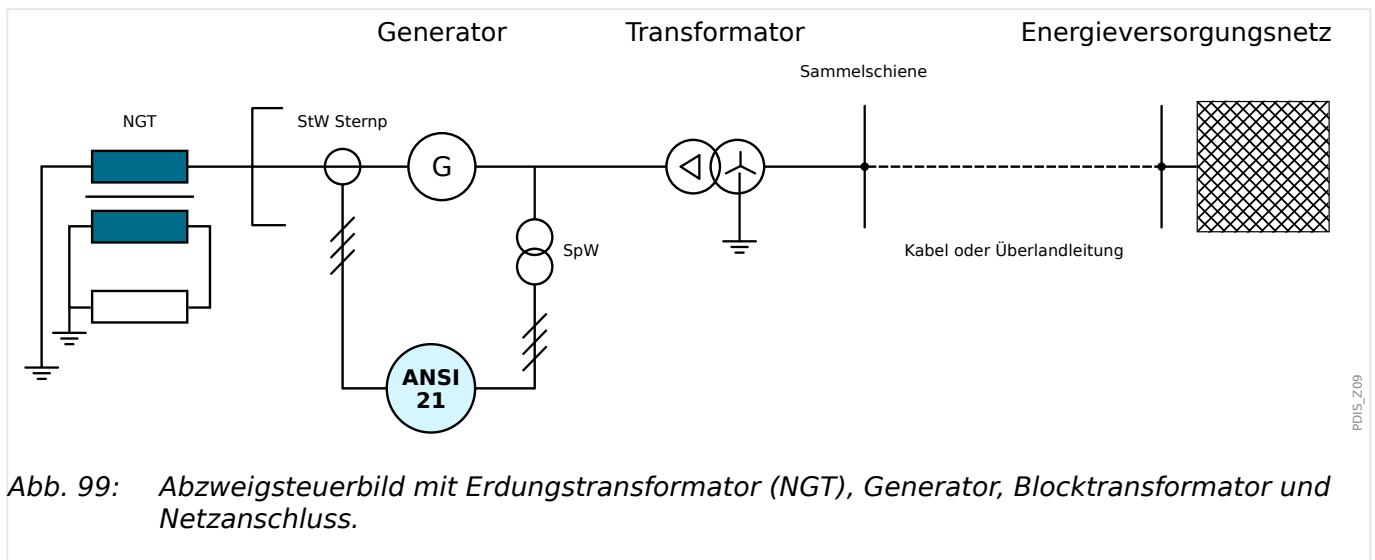 Generator Transformator Energieversorgungsnetz
Sammelschiene
NGT StW Sternp
G
SpW Kabel oder Überlandleitung
ANSI
21
PDIS_Z09
Abb. 99: Abzweigsteuerbild mit Erdungstransformator (NGT), Generator, Blocktransformator und
Netzanschluss.